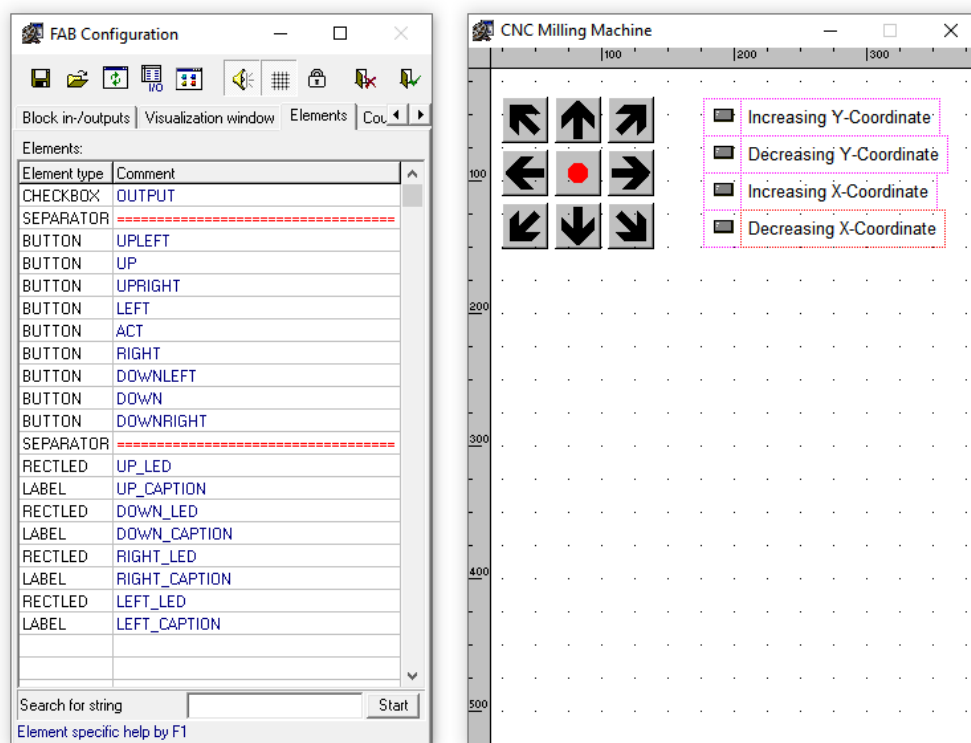 FAB Configuration
I/O
Block in-/outputs Visualization window Elements Cou
Elements:
Element type Comment
CHECKBOX OUTPUT
SEPARATOR ===================================
BUTTON UPLEFT
BUTTON UP
BUTTON UPRIGHT
BUTTON LEFT
BUTTON ACT
BUTTON RIGHT
BUTTON DOWNLEFT
BUTTON DOWN
BUTTON DOWNRIGHT
SEPARATOR ===================================
RECTLED UP_LED
LABEL UP_CAPTION
RECTLED DOWN_LED
LABEL DOWN_CAPTION
RECTLED RIGHT_LED
LABEL RIGHT_CAPTION
RECTLED LEFT_LED
LABEL LEFT_CAPTION
Search for string Start
Element specific help by F1
CNC Milling Machine
100 200 300
Increasing Y-Coordinate
Decreasing Y-Coordinate
100
Increasing X-Coordinate
Decreasing X-Coordinate
200
300
400
500